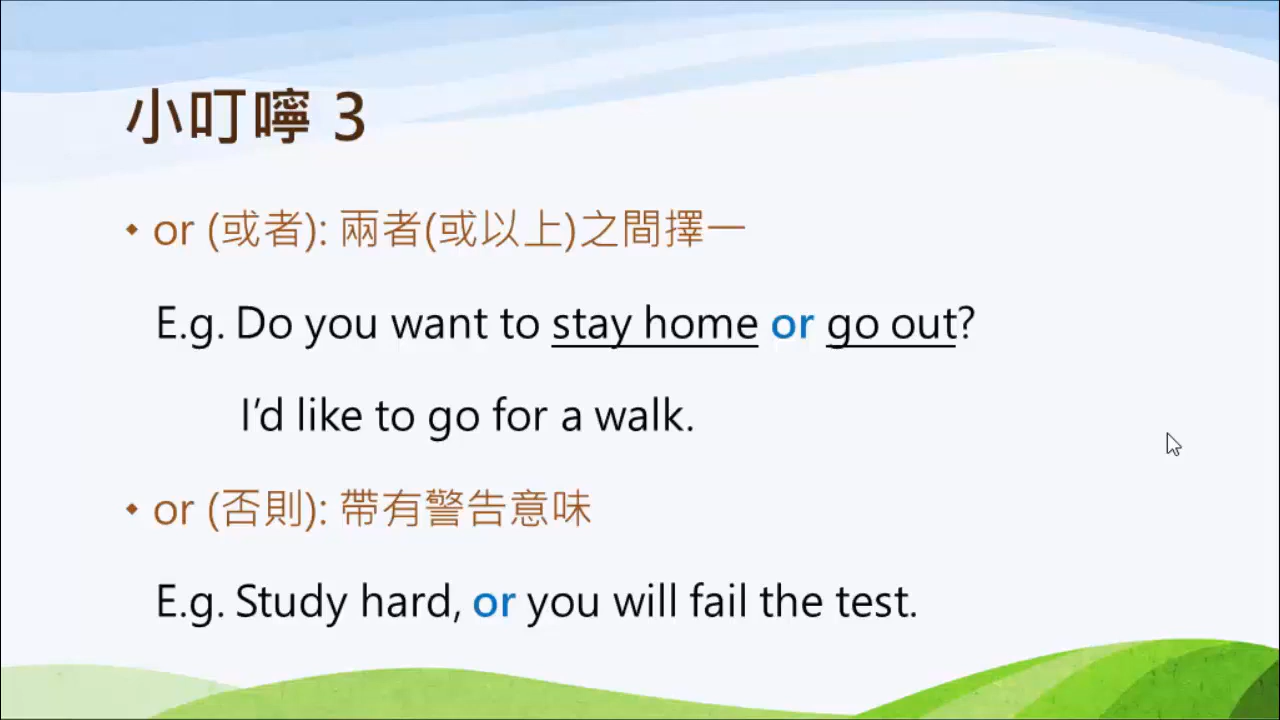 小叮嚀 3
or (或者): 兩者(或以上)之間擇一
E.g. Do you want to stay home or go out?
I’d like to go for a walk.
or (否則): 帶有警告意味
E.g. Study hard, or you will fail the test.